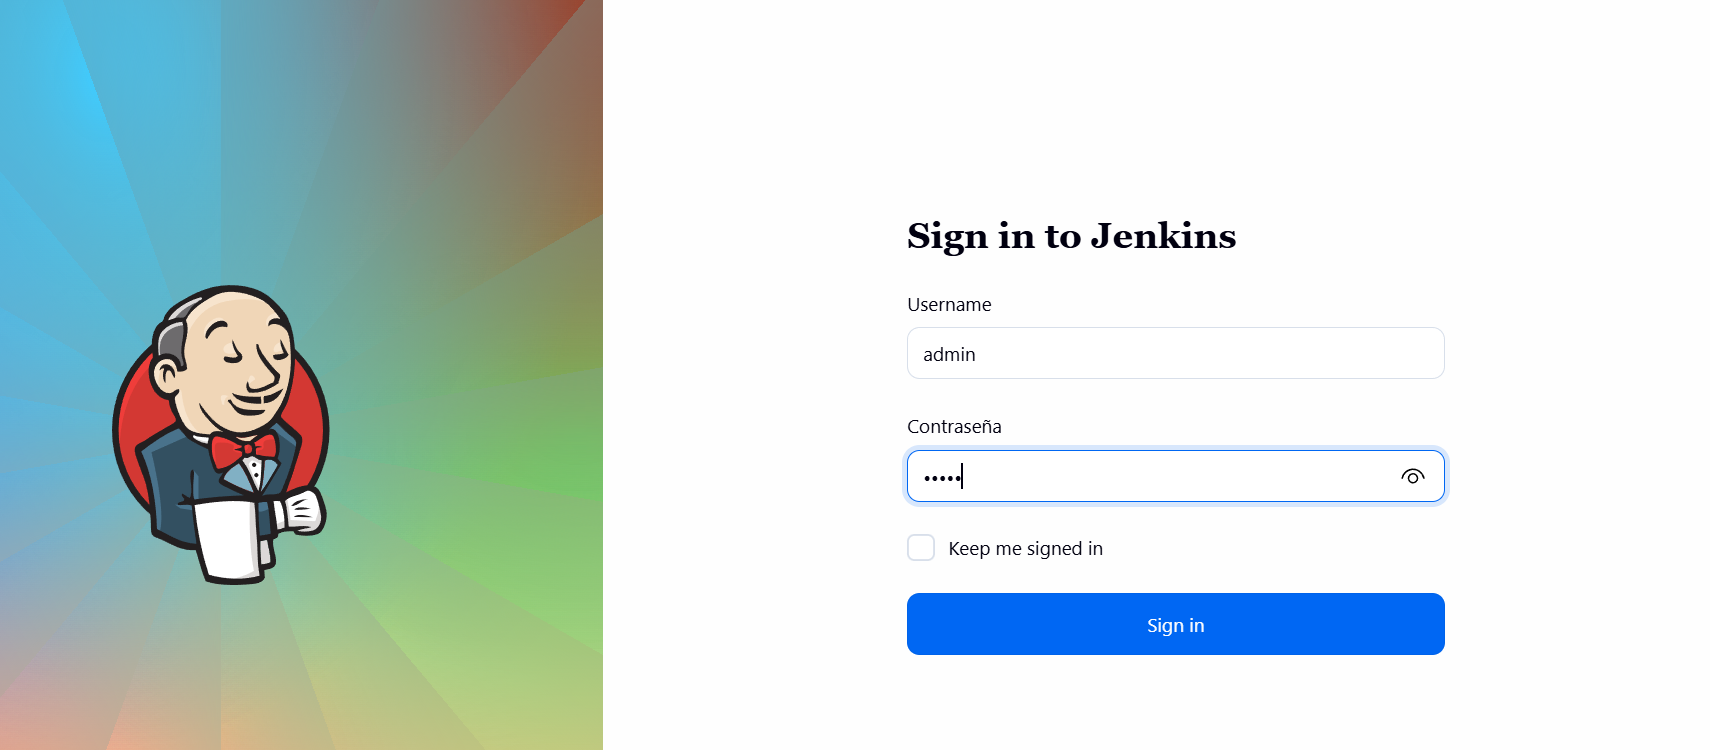 Sign in to Jenkins
Username
admin
Contraseña
•••••
Keep me signed in
Sign in